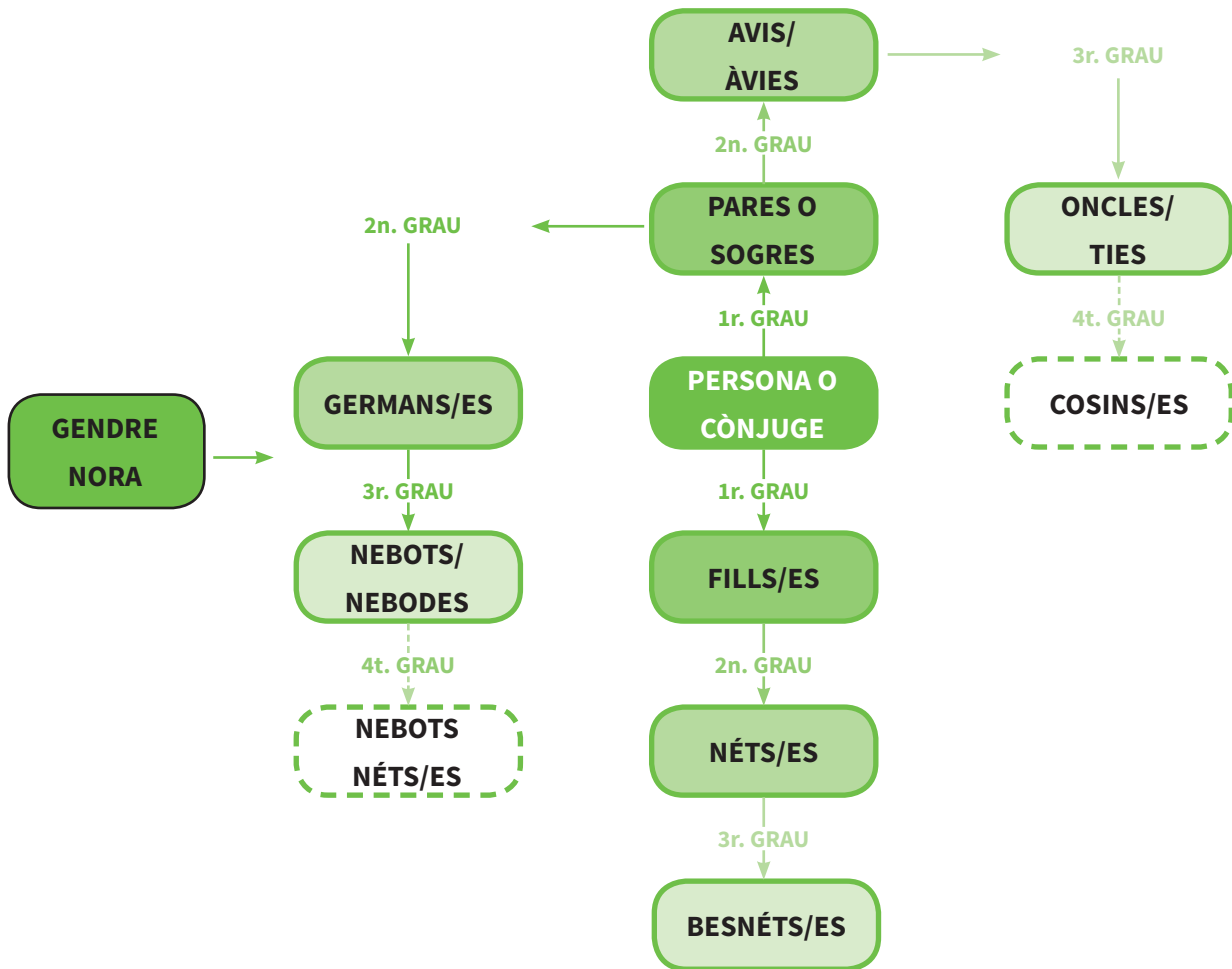 AVIS/
ÀVIES
3r. GRAU
2n. GRAU
PARES O
SOGRES
ONCLES/
TIES
2n. GRAU
1r. GRAU
4t. GRAU
GERMANS/ES
PERSONA O
CÒNJUGE
COSINS/ES
GENDRE
NORA
3r. GRAU
1r. GRAU
NEBOTS/
NEBODES
FILLS/ES
4t. GRAU
2n. GRAU
NEBOTS
NÉTS/ES
NÉTS/ES
3r. GRAU
BESNÉTS/ES